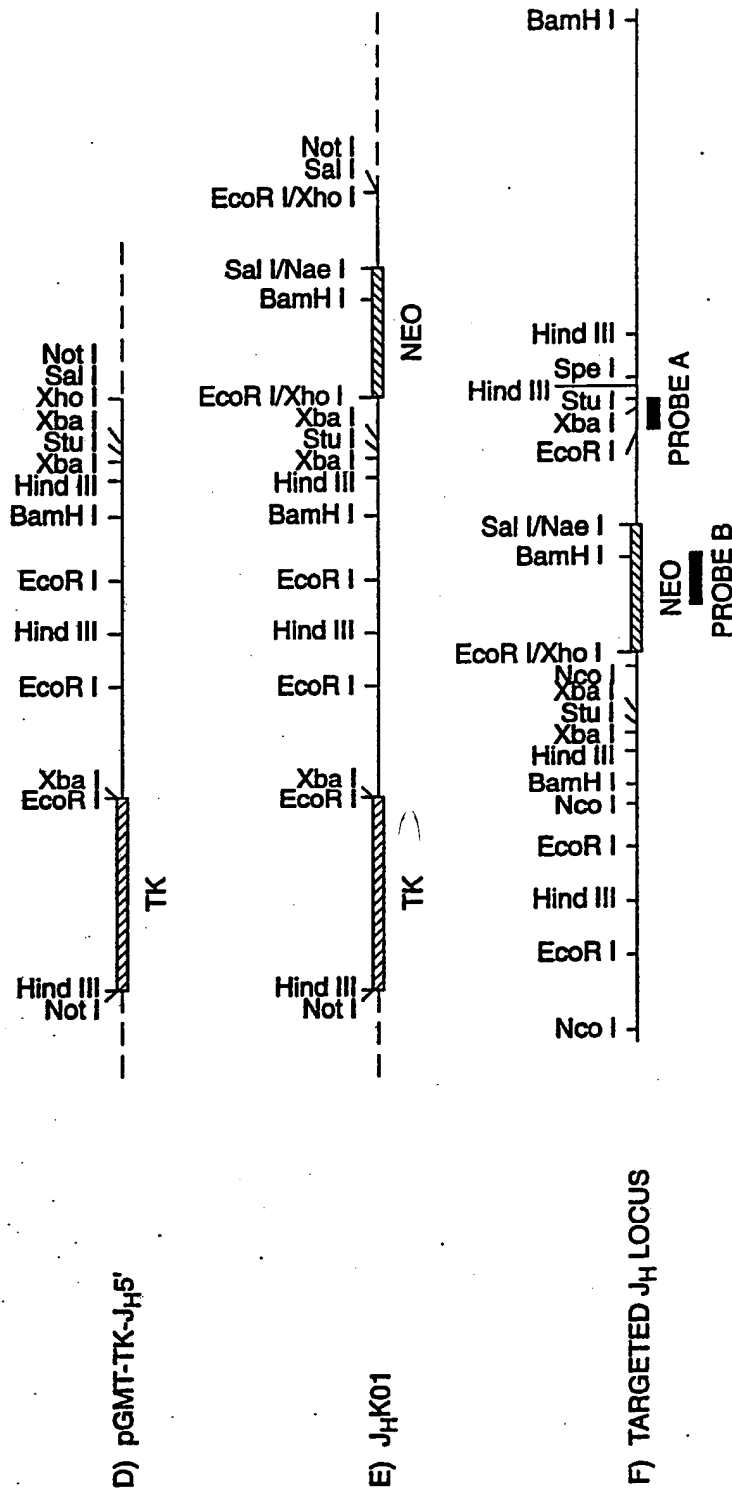 D) pGMT-TK-JH5'
Not I
Hind III
TK
EcoR I
Xba I
EcoR I
Hind III
EcoR I
BamH I
Hind III
Xba I
Stu I
Xba I
Xho I
Sal I
Not I
E) JHK01
Not I
Hind III
TK
EcoR I
Xba I
EcoR I
Hind III
EcoR I
BamH I
Hind III
Xba I
Stu I
Xba I
EcoR I/Xho I
NEO
BamH I
Sal I/Nae I
EcoR I/Xho I
Sal I
Not I
F) TARGETED JH LOCUS
Nco I
EcoR I
Hind III
EcoR I
Nco I
BamH I
Hind III
Xba I
Stu I
Xba I
Nco I
EcoR I/Xho I
NEO
PROBE B
BamH I
Sal I/Nae I
EcoR I
Xba I
Stu I
PROBE A
Hind III
Spe I
Hind III
BamH I